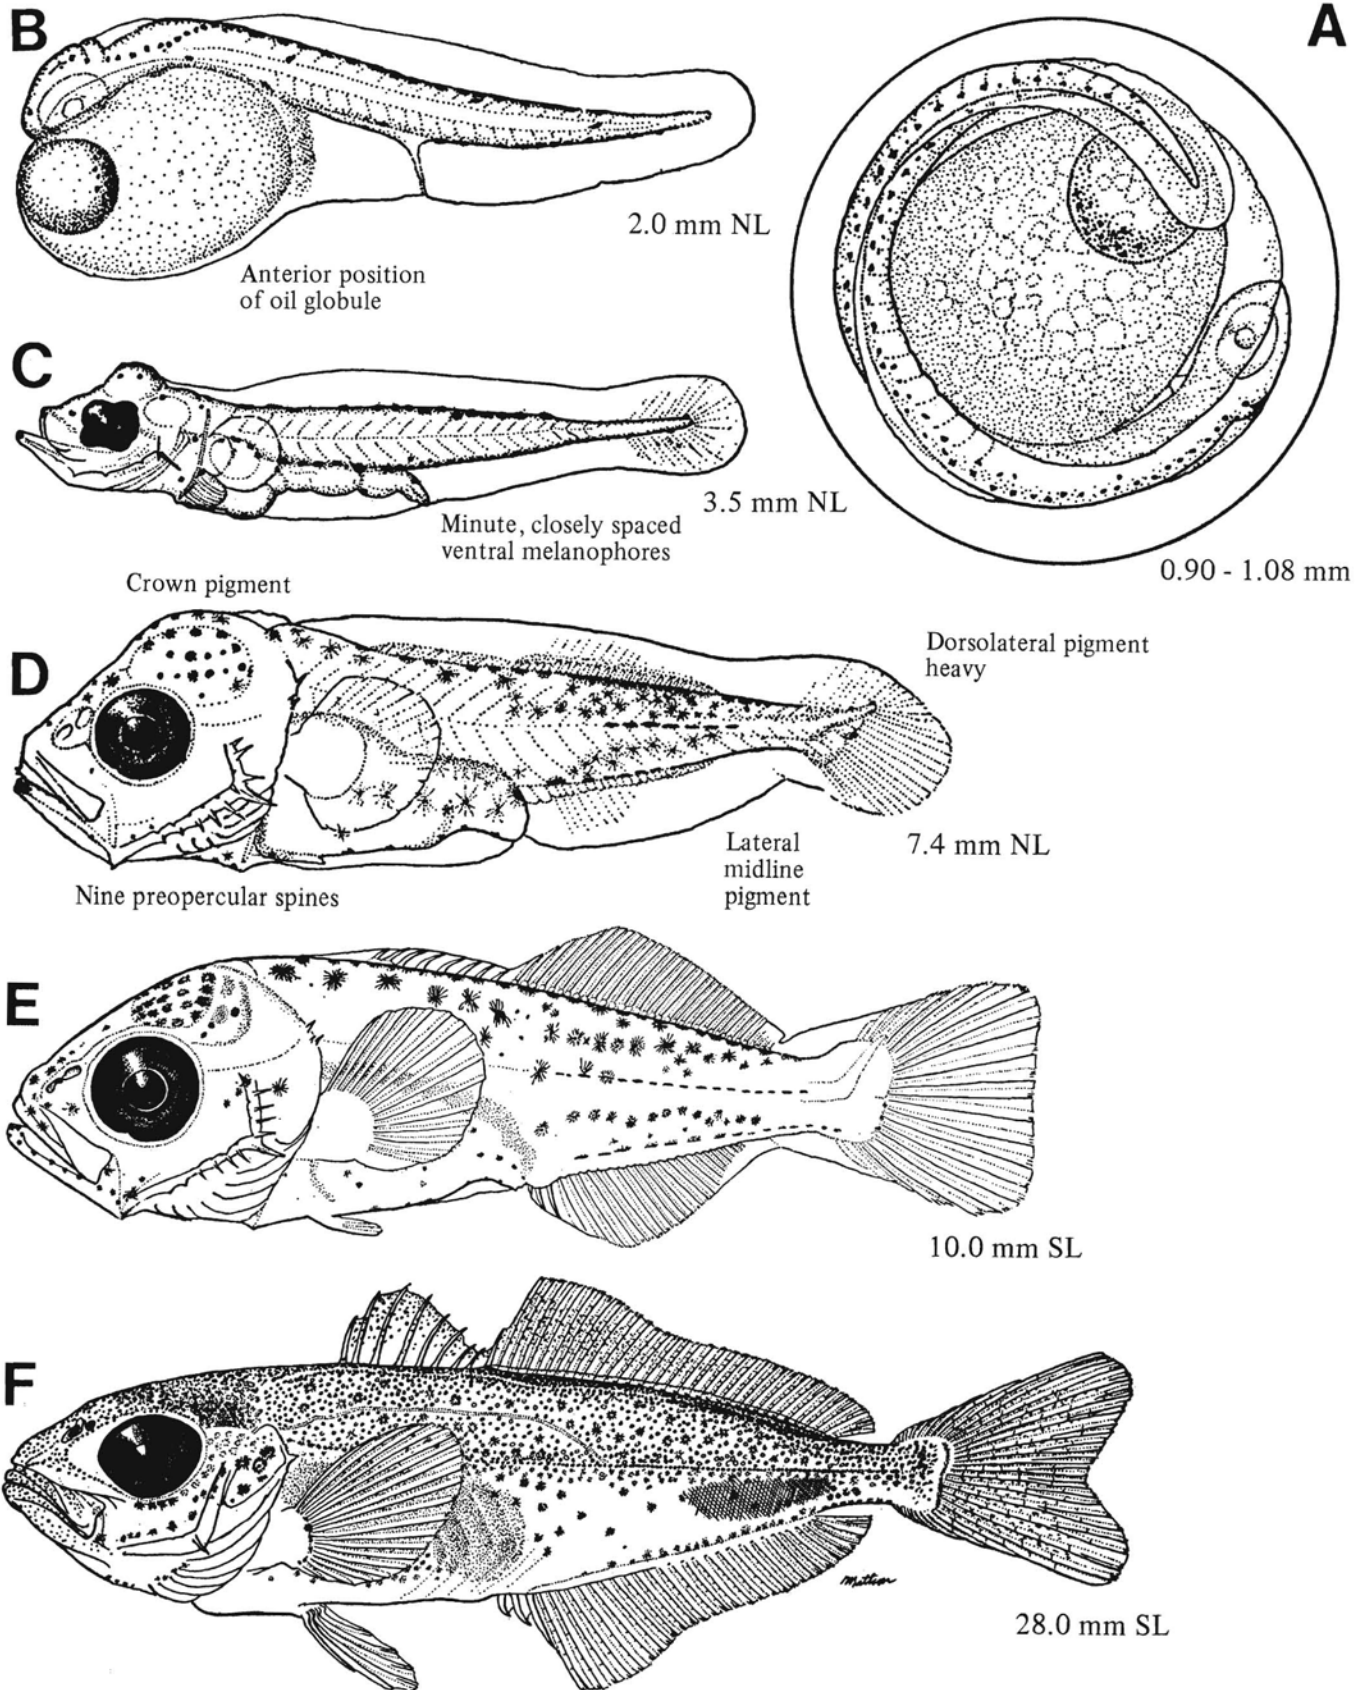 B
A
2.0 mm NL
Anterior position
of oil globule
C
3.5 mm NL
Minute, closely spaced
ventral melanophores
0.90 - 1.08 mm
Crown pigment
D
Dorsolateral pigment
heavy
7.4 mm NL
Lateral
midline
pigment
Nine preopercular spines
E
10.0 mm SL
F
28.0 mm SL